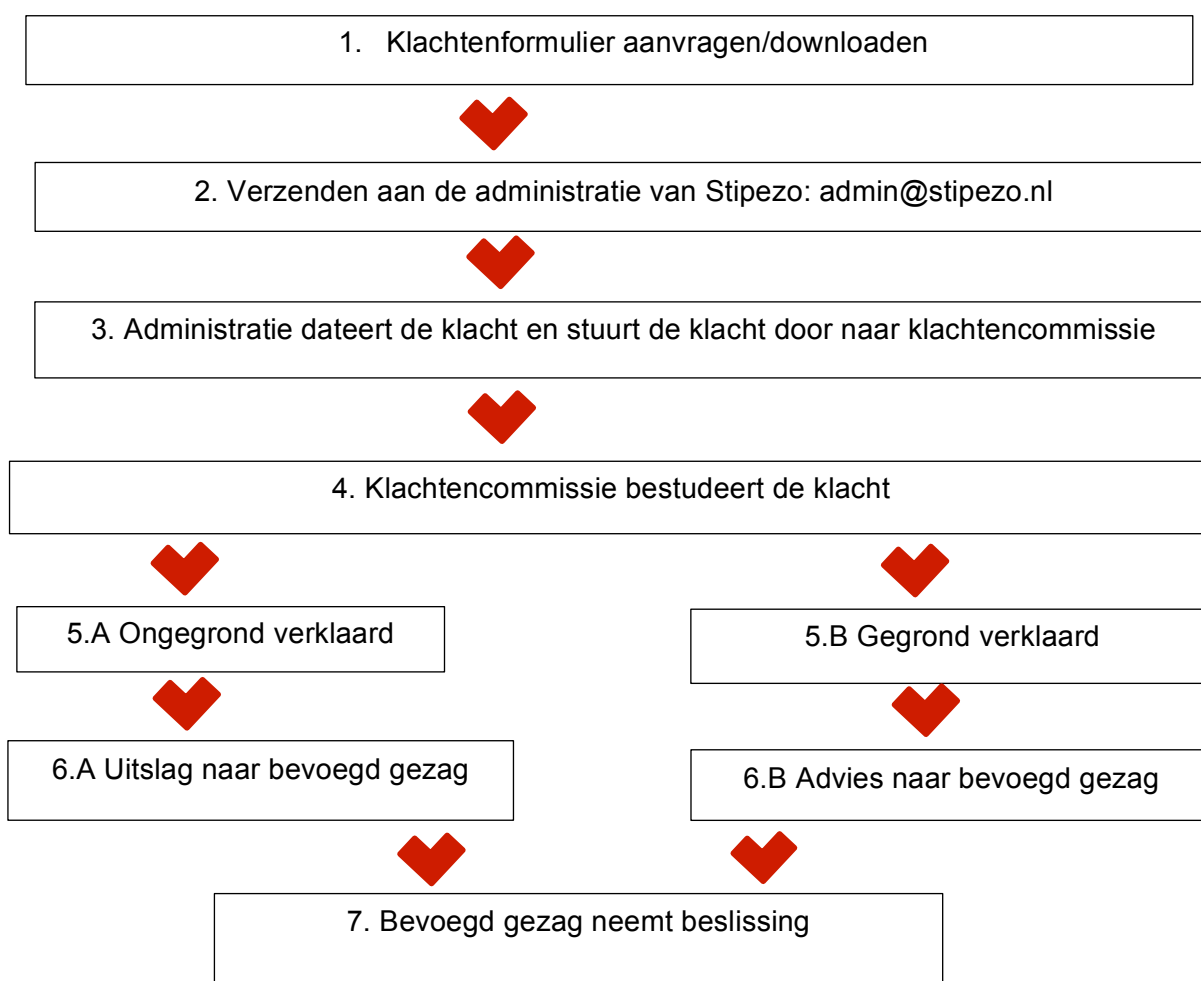 1. Klachtenformulier aanvragen/downloaden
2. Verzenden aan de administratie van Stipezo: admin@stipezo.nl
3. Administratie dateert de klacht en stuurt de klacht door naar klachtencommissie
4. Klachtencommissie bestudeert de klacht
5.A Ongegrond verklaard
5.B Gegrond verklaard
6.A Uitslag naar bevoegd gezag
6.B Advies naar bevoegd gezag
7. Bevoegd gezag neemt beslissing